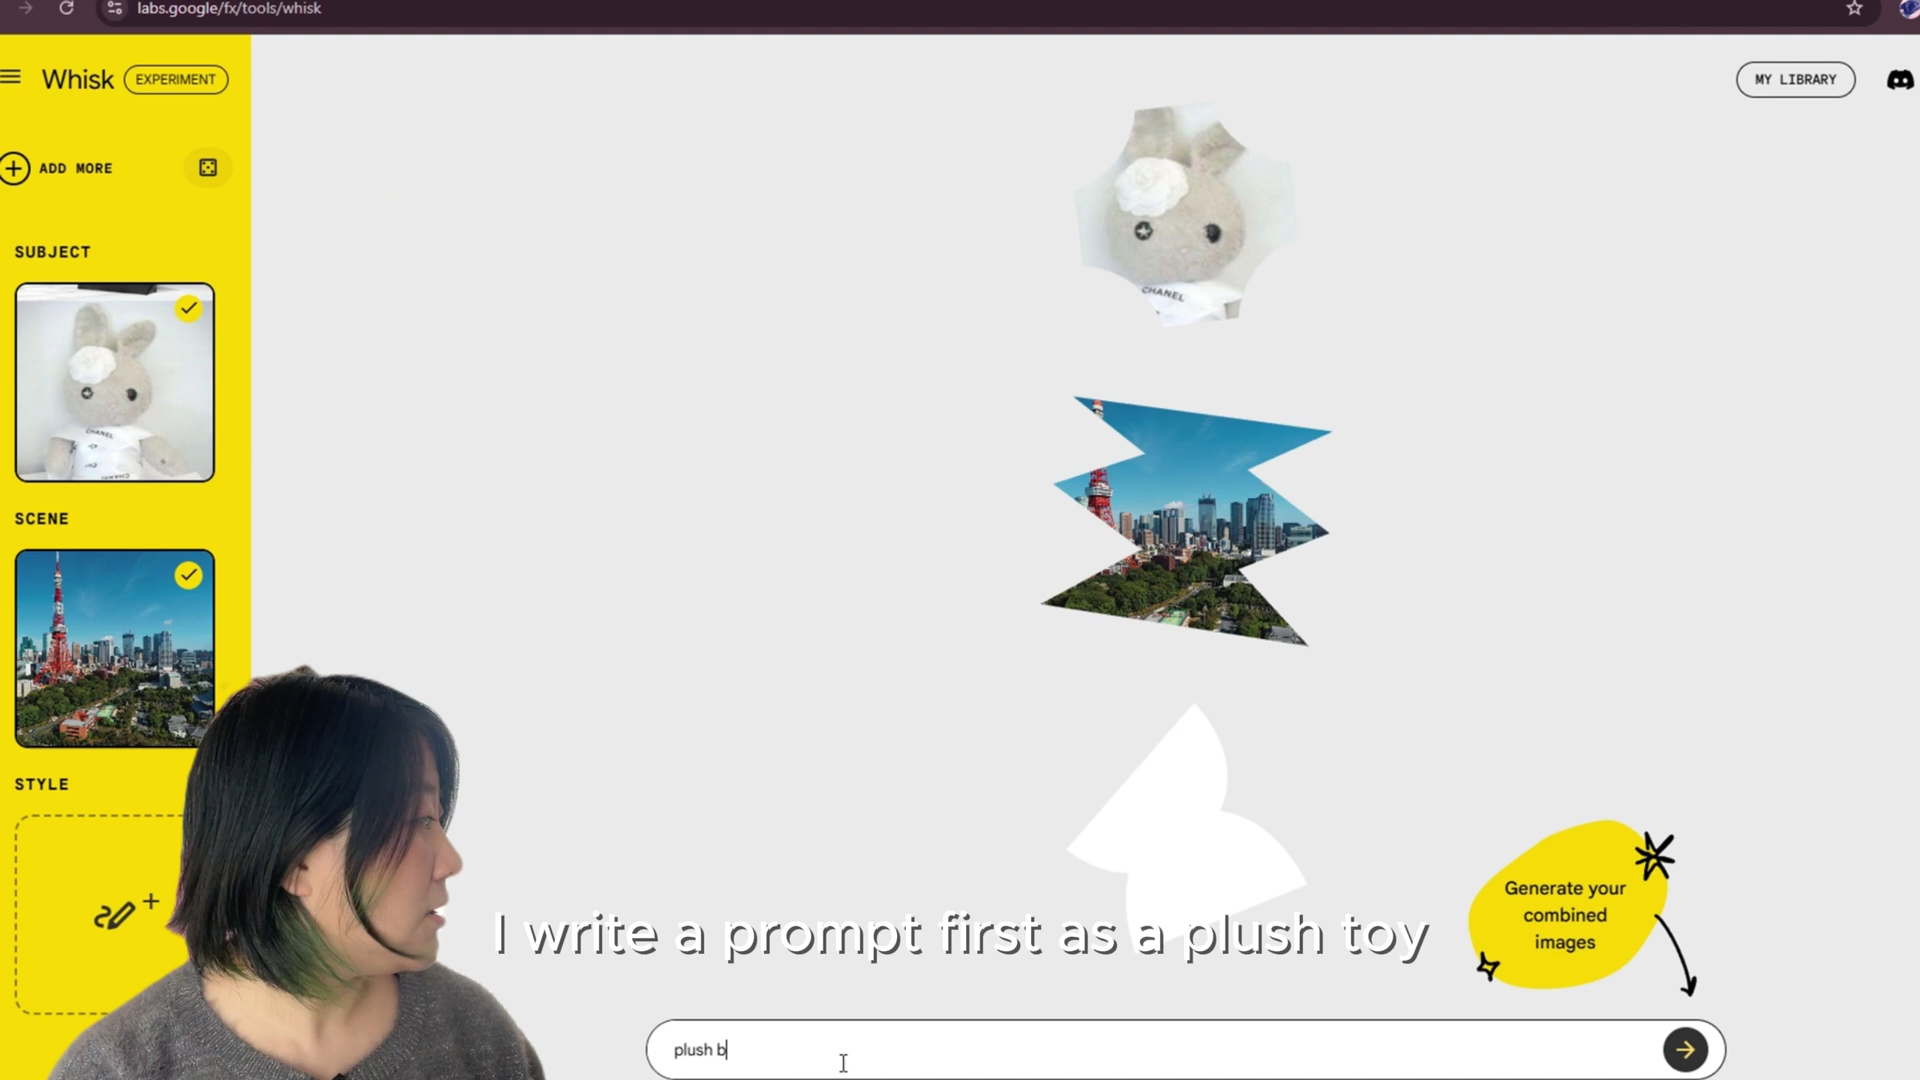 labs.google/fx/tools/whisk
Whisk EXPERIMENT
MY LIBRARY
ADD MORE
SUBJECT
CHANEL
CHANEL
SCENE
STYLE
Generate your
combined
images
I write a prompt first as a plush toy
plush b